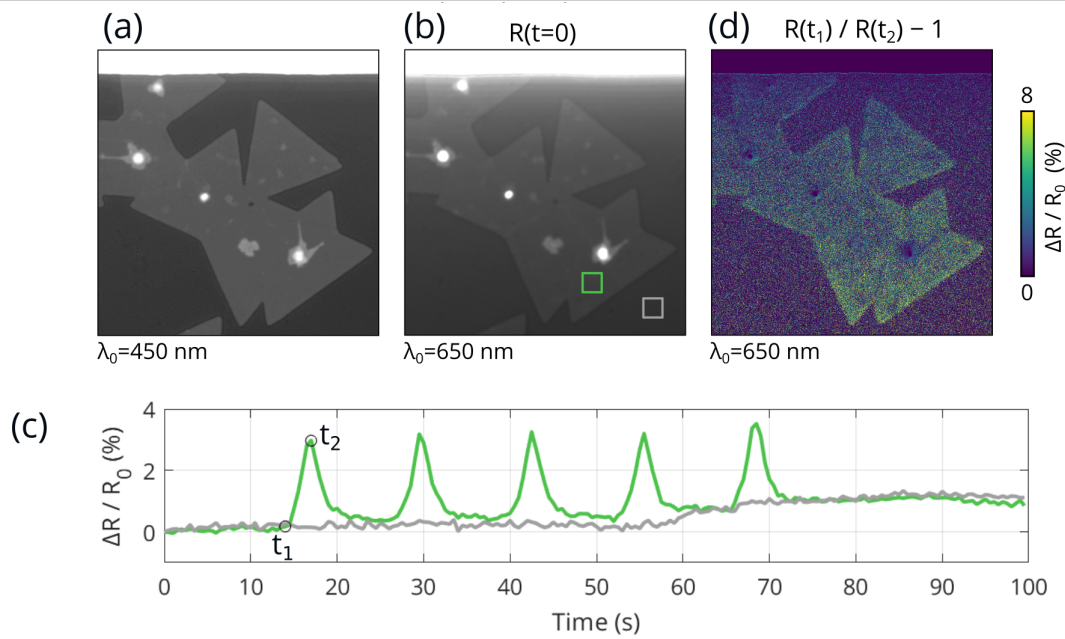 (a)
(b)
R(t=0)
(d)
R(t₁) / R(t₂) − 1
λ₀=450 nm
λ₀=650 nm
λ₀=650 nm
8
0
ΔR / R₀ (%)
(c)
ΔR / R₀ (%)
4
2
0
t₂
t₁
0 10 20 30 40 50 60 70 80 90 100
Time (s)